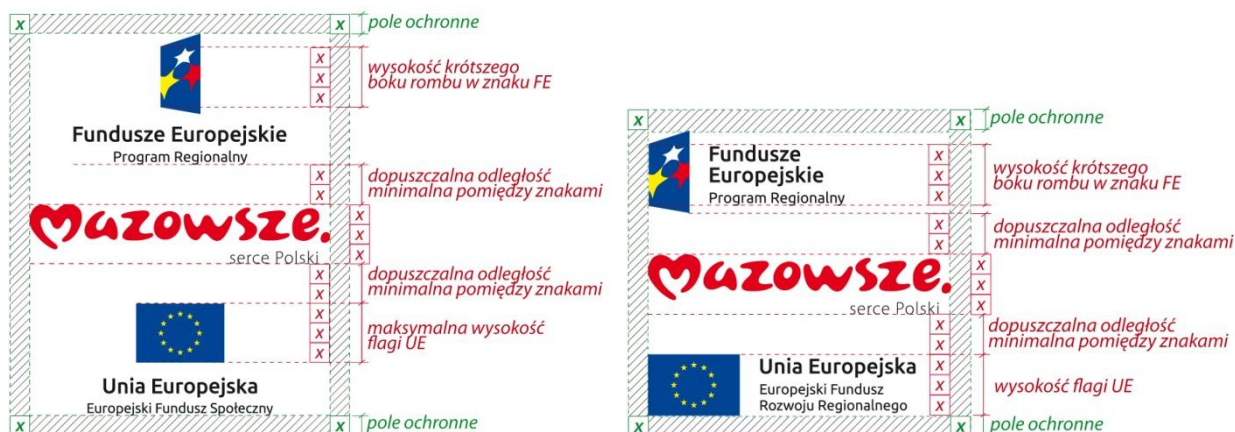 x x pole ochronne
x
x
x
wysokość krótszego
boku rombu w znaku FE
Fundusze Europejskie
Program Regionalny
x
x
dopuszczalna odległość
minimalna pomiędzy znakami
mazowsze.
serce Polski
x
x
x
x
x
dopuszczalna odległość
minimalna pomiędzy znakami
x
x
x
maksymalna wysokość
flagi UE
Unia Europejska
Europejski Fundusz Społeczny
x x pole ochronne
x x pole ochronne
Fundusze
Europejskie
Program Regionalny
x
x
x
wysokość krótszego
boku rombu w znaku FE
x
x
dopuszczalna odległość
minimalna pomiędzy znakami
mazowsze.
serce Polski
x
x
x
x
x
dopuszczalna odległość
minimalna pomiędzy znakami
Unia Europejska
Europejski Fundusz
Rozwoju Regionalnego
x
x
x
wysokość flagi UE
x x pole ochronne